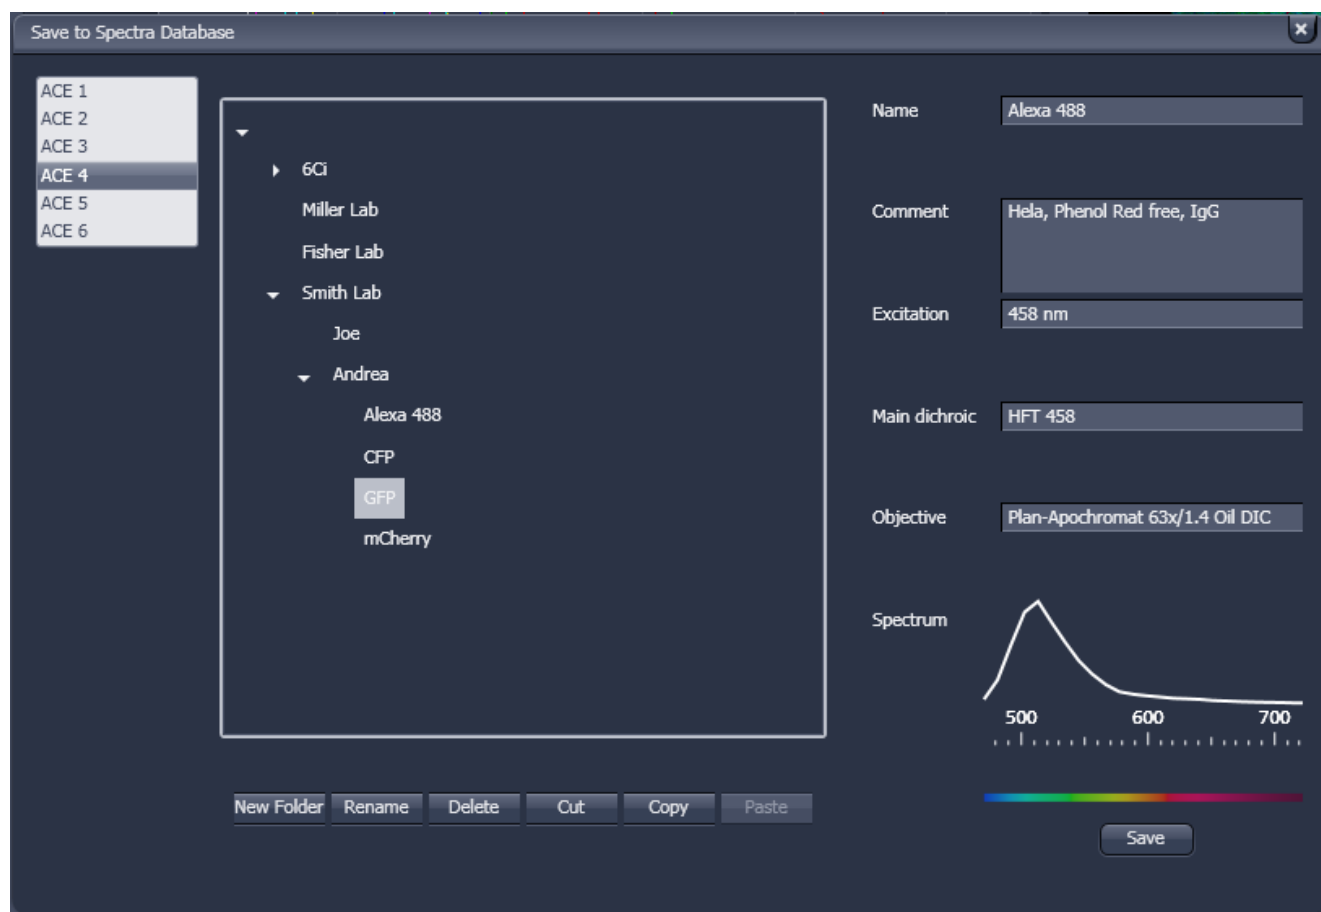 Save to Spectra Database
ACE 1
ACE 2
ACE 3
ACE 4
ACE 5
ACE 6
6Ci
Miller Lab
Fisher Lab
Smith Lab
Joe
Andrea
Alexa 488
CFP
GFP
mCherry
New Folder Rename Delete Cut Copy Paste
Name Alexa 488
Comment Hela, Phenol Red free, IgG
Excitation 458 nm
Main dichroic HFT 458
Objective Plan-Apochromat 63x/1.4 Oil DIC
Spectrum
500 600 700
Save